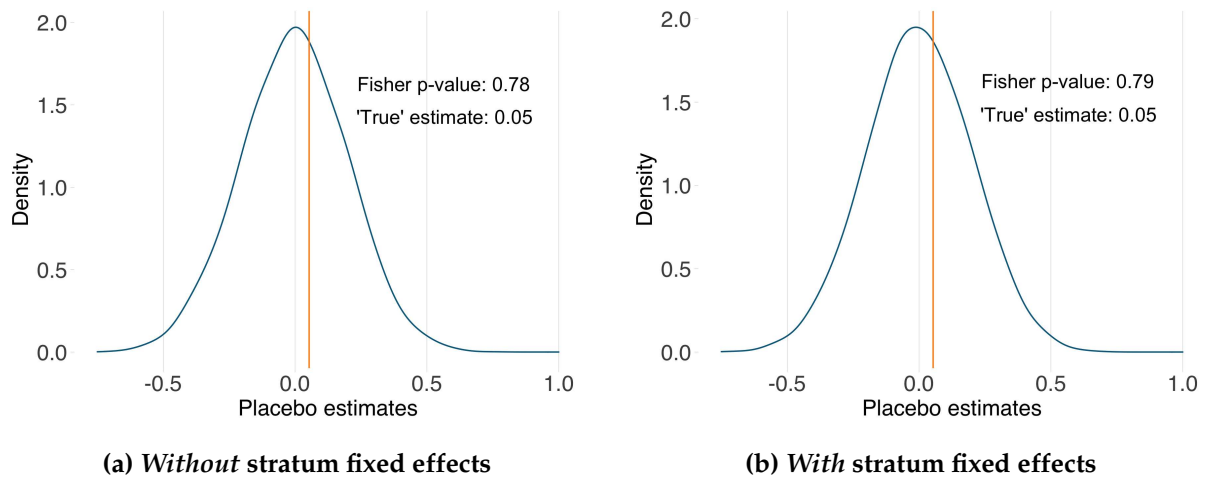 2.0
1.5
1.0
0.5
0.0
Density
Fisher p-value: 0.78
'True' estimate: 0.05
-0.5
0.0
0.5
1.0
Placebo estimates
(a) Without stratum fixed effects
2.0
1.5
1.0
0.5
0.0
Density
Fisher p-value: 0.79
'True' estimate: 0.05
-0.5
0.0
0.5
1.0
Placebo estimates
(b) With stratum fixed effects